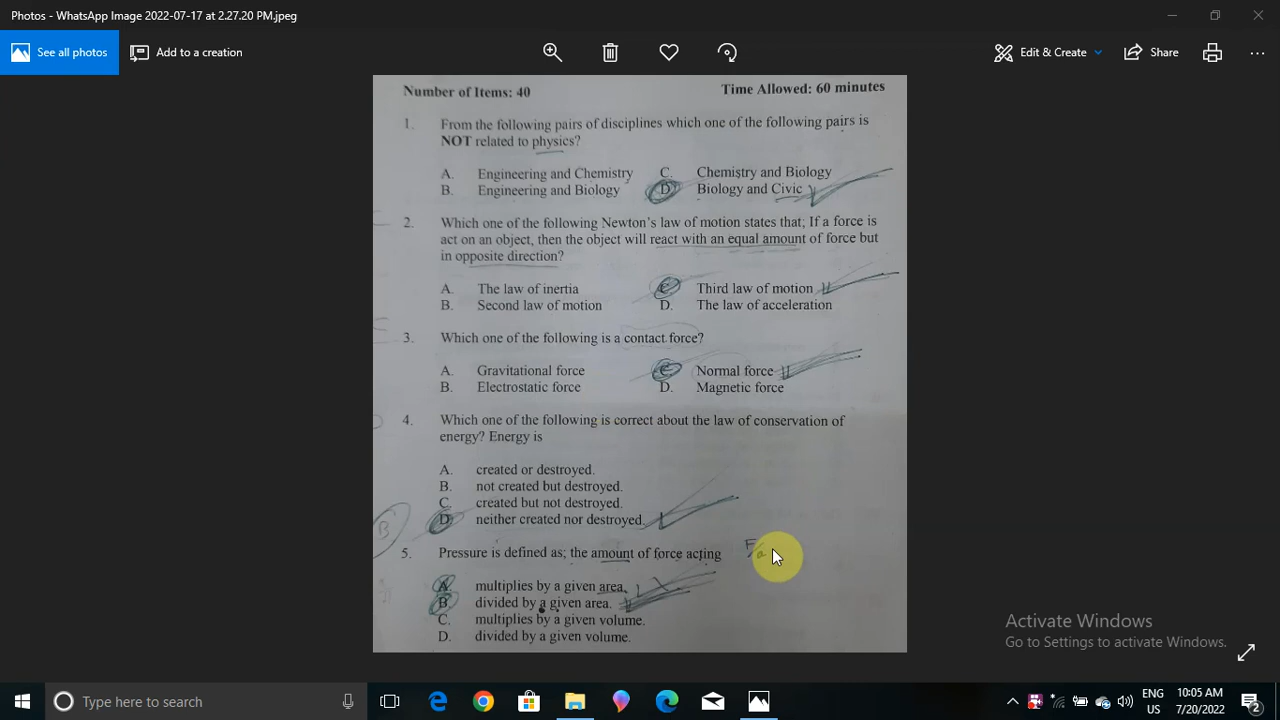 Photos - WhatsApp Image 2022-07-17 at 2.27.20 PM.jpeg
See all photos
Add to a creation
Edit & Create
Share
Number of Items: 40
Time Allowed: 60 minutes
1. From the following pairs of disciplines which one of the following pairs is
NOT related to physics?
A. Engineering and Chemistry C. Chemistry and Biology
B. Engineering and Biology D Biology and Civic
2. Which one of the following Newton's law of motion states that; If a force is
act on an object, then the object will react with an equal amount of force but
in opposite direction?
A. The law of inertia C Third law of motion
B. Second law of motion D. The law of acceleration
3. Which one of the following is a contact force?
A. Gravitational force C Normal force
B. Electrostatic force D. Magnetic force
4. Which one of the following is correct about the law of conservation of
energy? Energy is
A. created or destroyed.
B. not created but destroyed.
C. created but not destroyed.
D. neither created nor destroyed.
B
5. Pressure is defined as; the amount of force acting F/a
A. multiplies by a given area.
B. divided by a given area.
C. multiplies by a given volume.
D. divided by a given volume.
Activate Windows
Go to Settings to activate Windows.
Type here to search
ENG
US
10:05 AM
7/20/2022
2